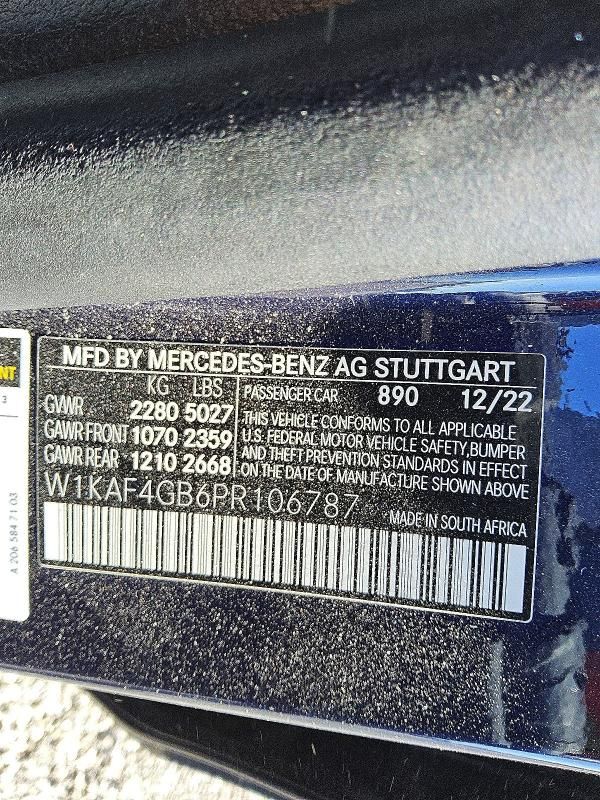 MFD BY MERCEDES-BENZ AG STUTTGART
KG LBS
GVWR 2280 5027
GAWR-FRONT 1070 2359
GAWR REAR 1210 2668
PASSENGER CAR 890 12/22
THIS VEHICLE CONFORMS TO ALL APPLICABLE
U.S. FEDERAL MOTOR VEHICLE SAFETY, BUMPER
AND THEFT PREVENTION STANDARDS IN EFFECT
ON THE DATE OF MANUFACTURE SHOWN ABOVE
W1KAF4GB6PR106787
MADE IN SOUTH AFRICA
A 206 584 71 03